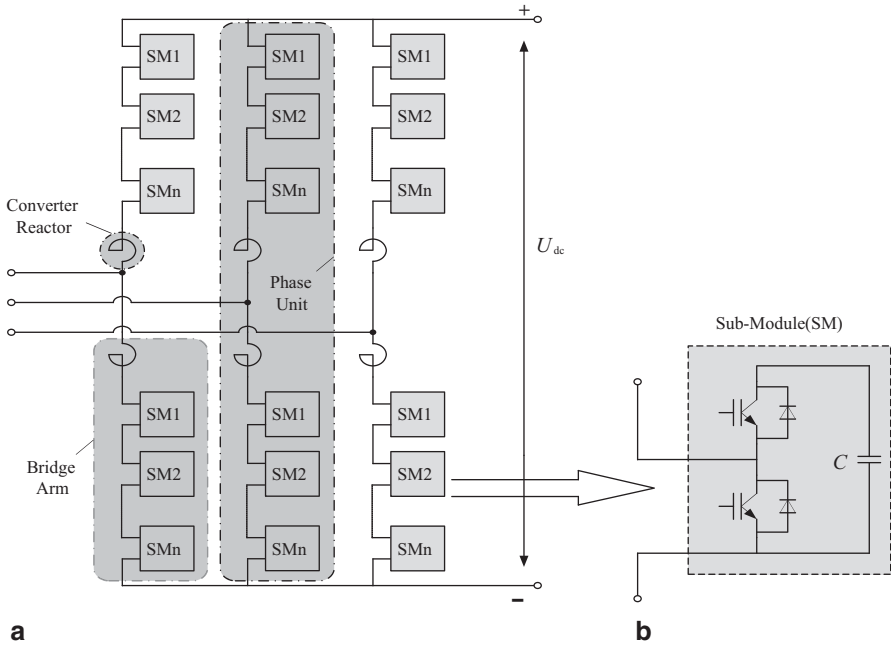 +
SM1
SM1
SM1
SM2
SM2
SM2
SMn
SMn
SMn
Converter
Reactor
Phase
Unit
Udc
Sub-Module(SM)
SM1
SM1
SM1
Bridge
Arm
SM2
SM2
SM2
C
SMn
SMn
SMn
−
a
b